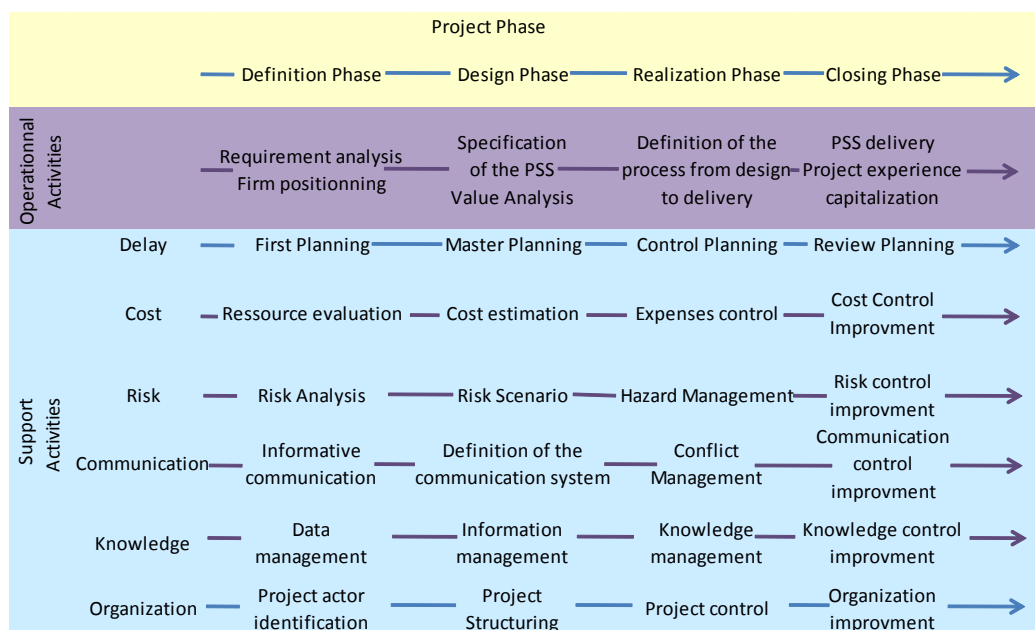 Project Phase
Definition Phase Design Phase Realization Phase Closing Phase
Operationnal
Activities
Requirement analysis
Firm positionning
Specification
of the PSS
Value Analysis
Definition of the
process from design
to delivery
PSS delivery
Project experience
capitalization
Support
Activities
Delay First Planning Master Planning Control Planning Review Planning
Cost Ressource evaluation Cost estimation Expenses control
Cost Control
Improvment
Risk Risk Analysis Risk Scenario Hazard Management
Risk control
improvment
Communication
Informative
communication
Definition of the
communication system
Conflict
Management
Communication
control
improvment
Knowledge
Data
management
Information
management
Knowledge
management
Knowledge control
improvment
Organization
Project actor
identification
Project
Structuring
Project control
Organization
improvment